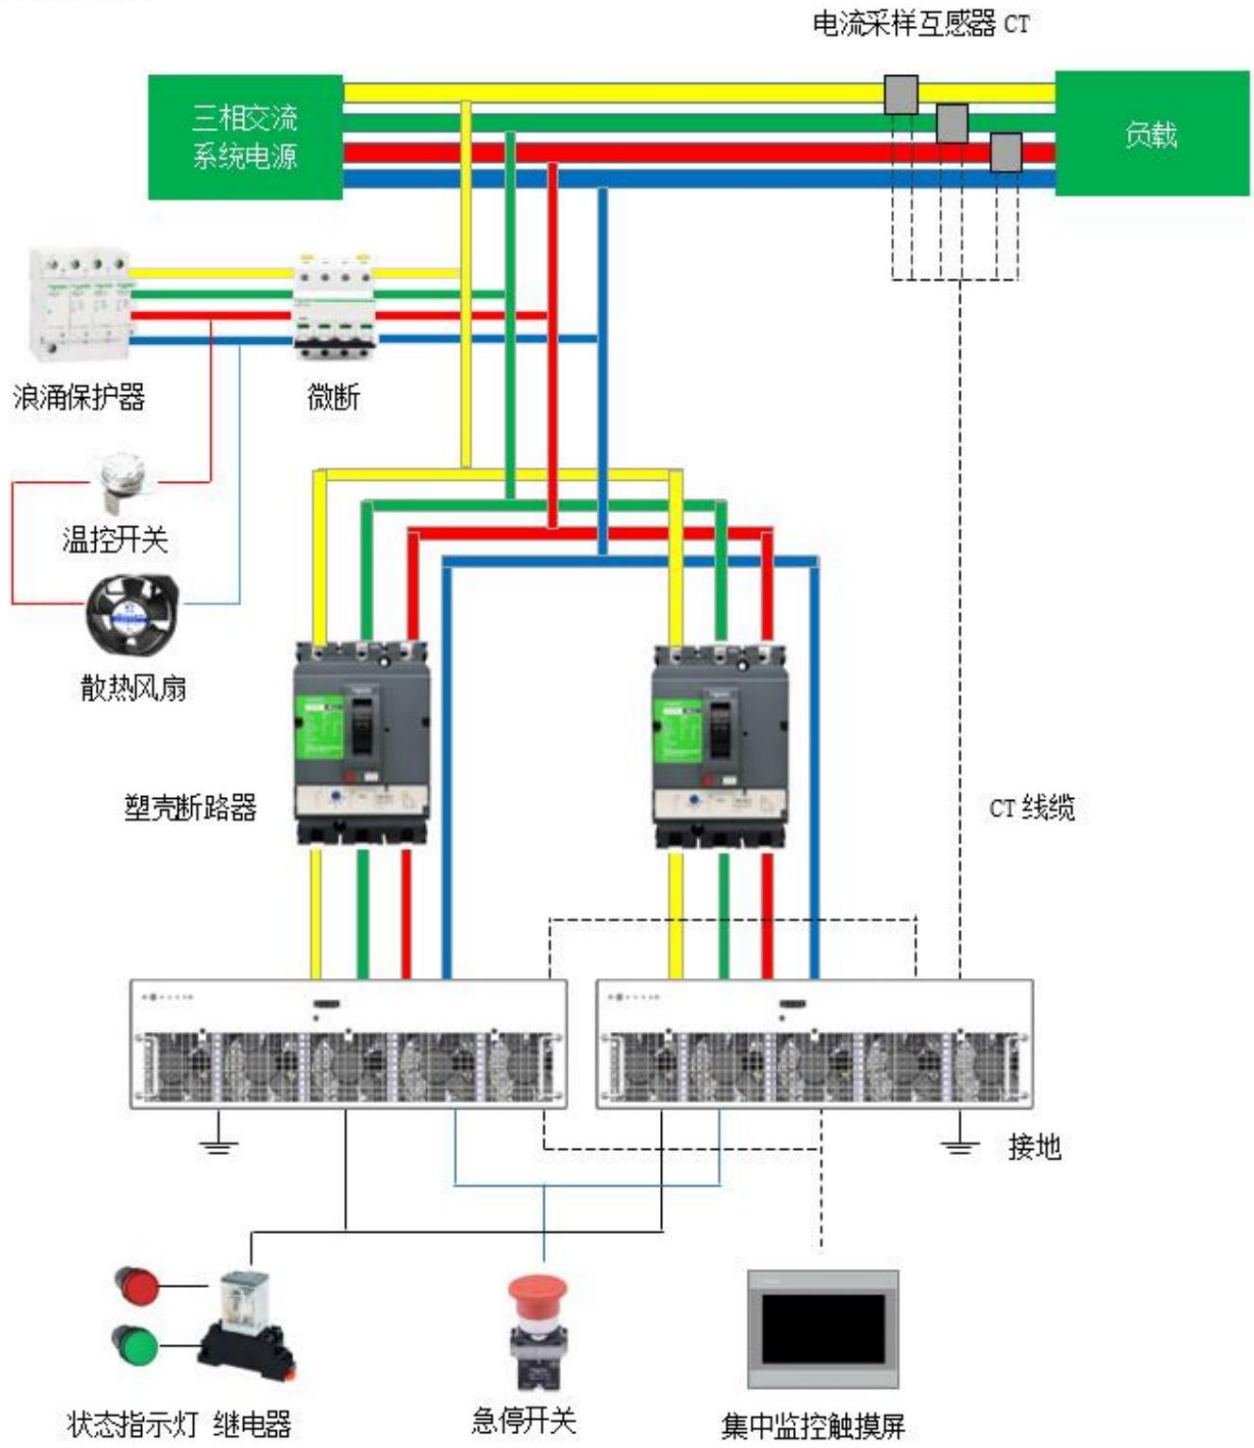 电流采样互感器 CT
三相交流
系统电源
负载
浪涌保护器
微断
温控开关
散热风扇
塑壳断路器
CT 线缆
接地
状态指示灯 继电器
急停开关
集中监控触摸屏